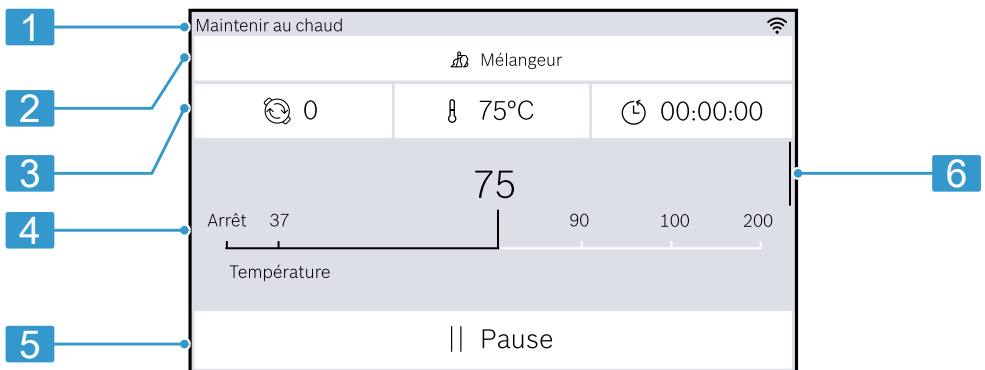 1
Maintenir au chaud
Mélangeur
2
0 75°C 00:00:00
3
75
6
Arrêt 37 90 100 200
4
Température
5
Pause